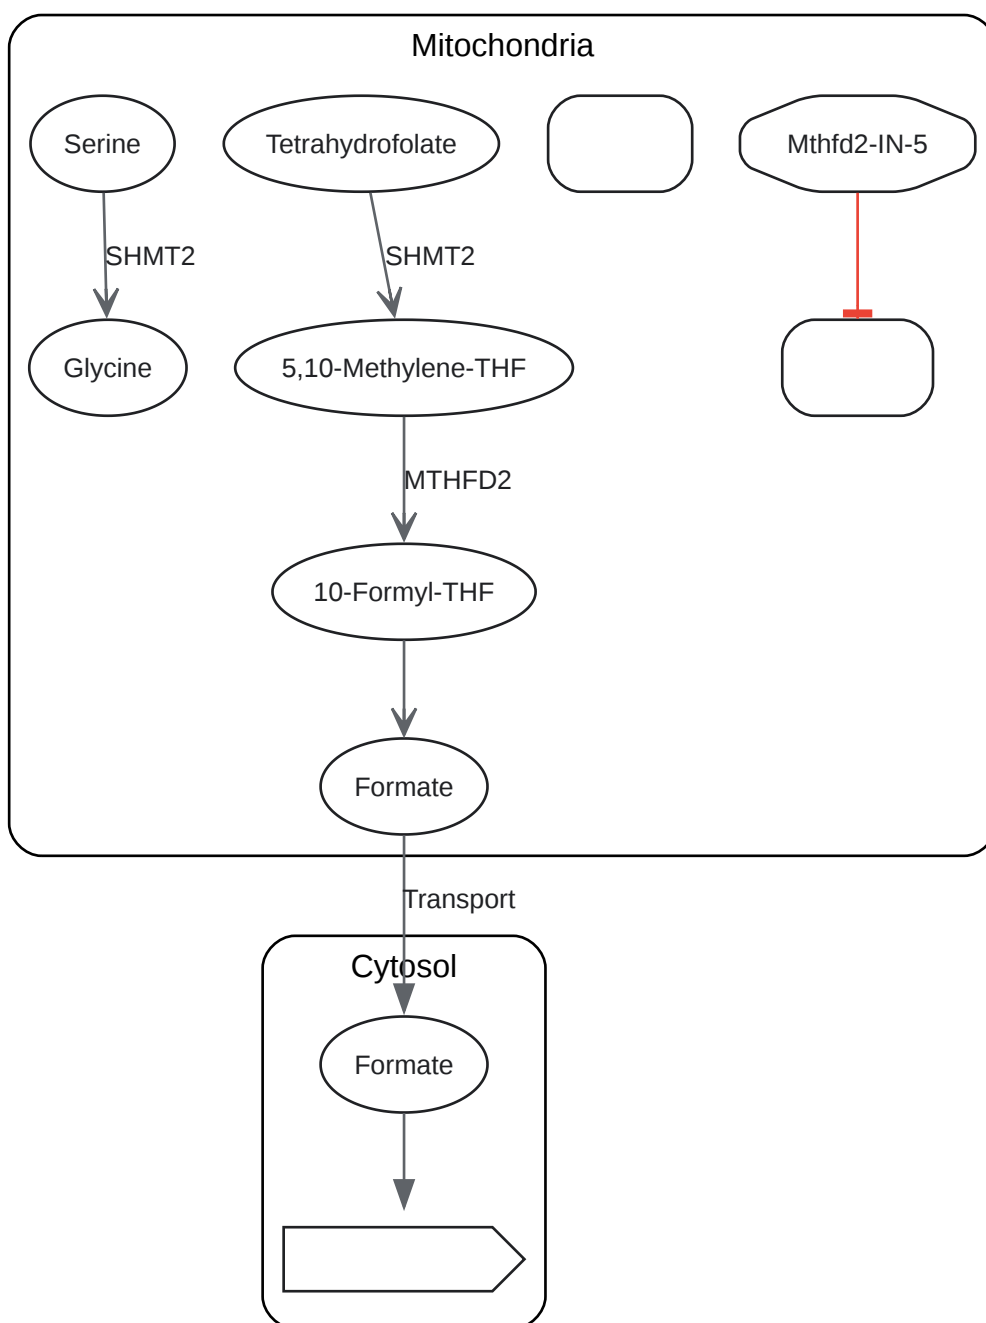 Mitochondria
Serine
Tetrahydrofolate
Mthfd2-IN-5
SHMT2
SHMT2
Glycine
5,10-Methylene-THF
MTHFD2
10-Formyl-THF
Formate
Transport
Cytosol
Formate